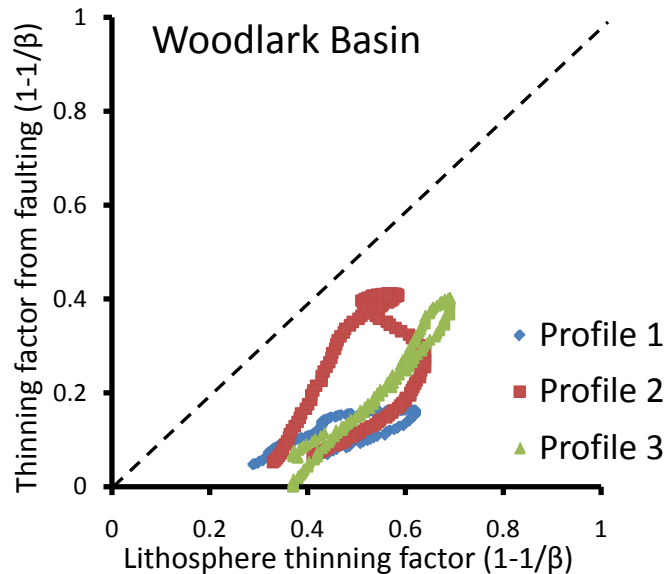 Woodlark Basin
Thinning factor from faulting (1-1/β)
1
0.8
0.6
0.4
0.2
0
Profile 1
Profile 2
Profile 3
0 0.2 0.4 0.6 0.8 1
Lithosphere thinning factor (1-1/β)